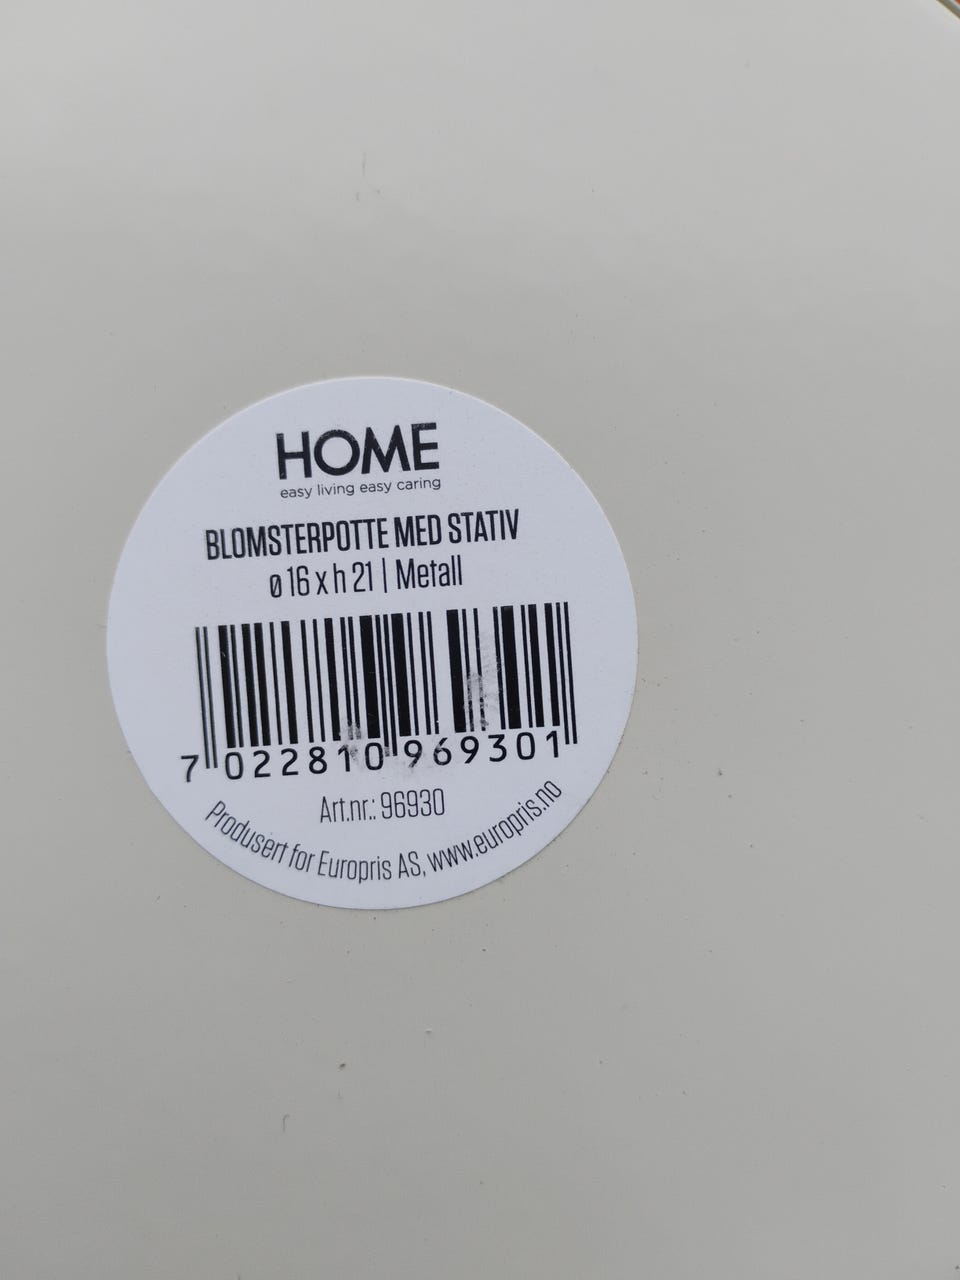 HOME
easy living easy caring
BLOMSTERPOTTE MED STATIV
ø 16 x h 21 | Metall
7 022810 969301
Art.nr.: 96930
Produsert for Europris AS, www.europris.no